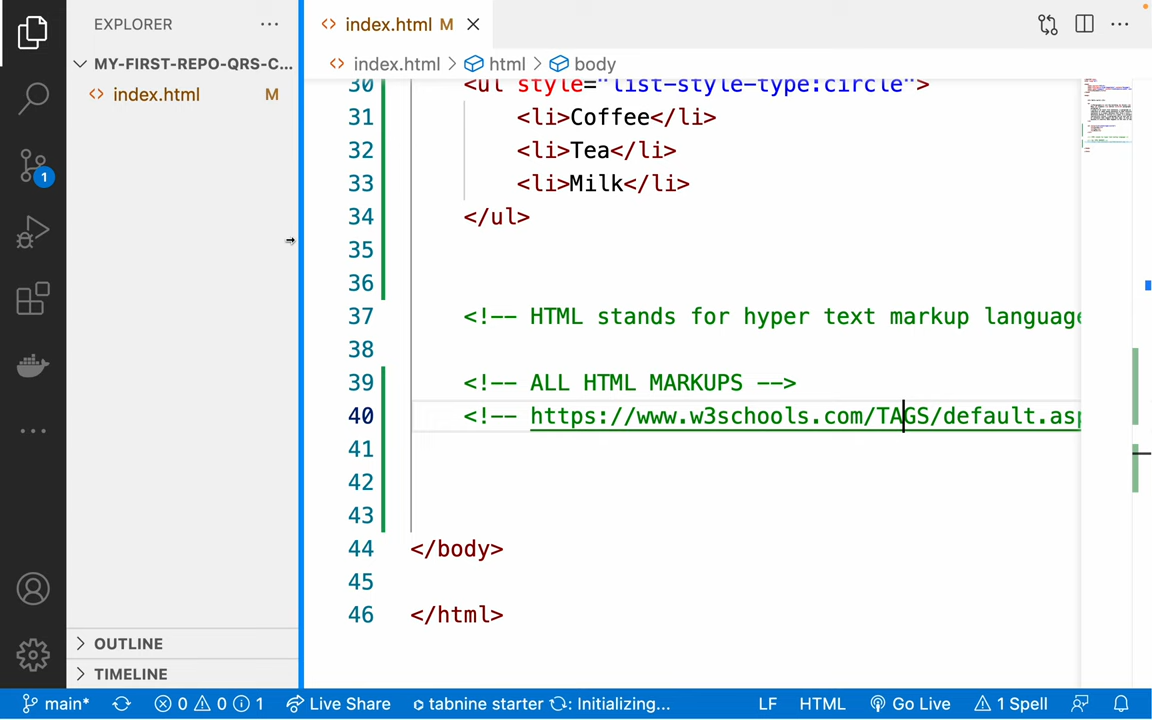 EXPLORER
MY-FIRST-REPO-QRS-C...
index.html M
OUTLINE
TIMELINE
index.html M
index.html > html > body
30 <ul style="list-style-type:circle">
31 <li>Coffee</li>
32 <li>Tea</li>
33 <li>Milk</li>
34 </ul>
35
36
37 <!-- HTML stands for hyper text markup language
38
39 <!-- ALL HTML MARKUPS -->
40 <!-- https://www.w3schools.com/TAGS/default.asp
41
42
43
44 </body>
45
46 </html>
1
main* 0 0 1 Live Share tabnine starter : Initializing... LF HTML Go Live 1 Spell